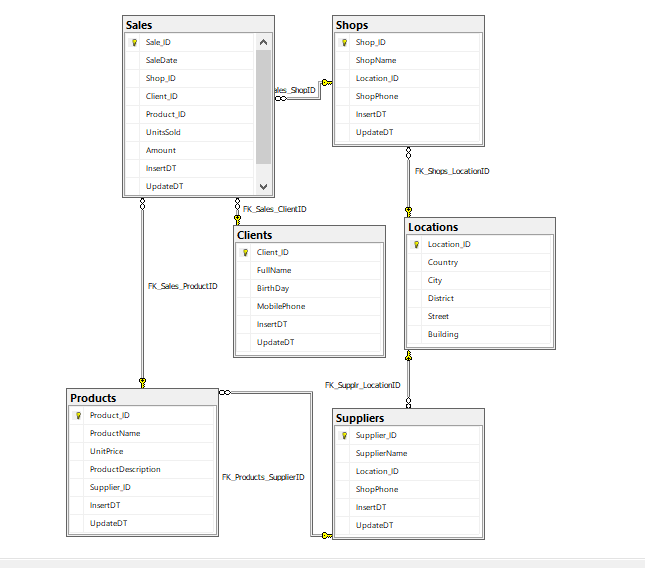 Sales
Sale_ID
SaleDate
Shop_ID
Client_ID
Product_ID
UnitsSold
Amount
InsertDT
UpdateDT
Shops
Shop_ID
ShopName
Location_ID
ShopPhone
InsertDT
UpdateDT
ales_ShopID
FK_Shops_LocationID
FK_Sales_ClientID
Clients
Client_ID
FullName
BirthDay
MobilePhone
InsertDT
UpdateDT
Locations
Location_ID
Country
City
District
Street
Building
FK_Sales_ProductID
FK_Supplr_LocationID
Products
Product_ID
ProductName
UnitPrice
ProductDescription
Supplier_ID
InsertDT
UpdateDT
FK_Products_SupplierID
Suppliers
Supplier_ID
SupplierName
Location_ID
ShopPhone
InsertDT
UpdateDT